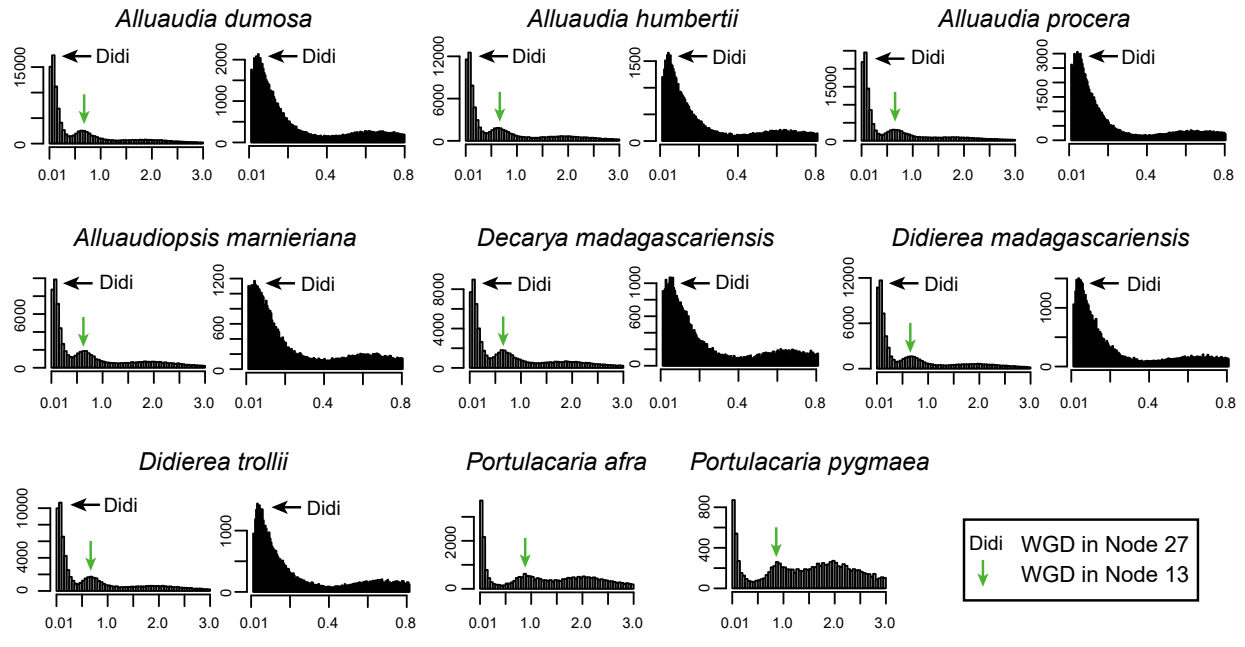 Alluaudia dumosa
Alluaudia humbertii
Alluaudia procera
15000
0
Didi
0.01 1.0 2.0 3.0
2000
1000
0
Didi
0.01 0.4 0.8
12000
6000
0
Didi
0.01 1.0 2.0 3.0
1500
0
Didi
0.01 0.4 0.8
15000
0
Didi
0.01 1.0 2.0 3.0
3000
1500
0
Didi
0.01 0.4 0.8
Alluaudiopsis marnieriana
Decarya madagascariensis
Didierea madagascariensis
6000
0
Didi
0.01 1.0 2.0 3.0
1200
600
0
Didi
0.01 0.4 0.8
8000
4000
0
Didi
0.01 1.0 2.0 3.0
1000
600
0
Didi
0.01 0.4 0.8
12000
6000
0
Didi
0.01 1.0 2.0 3.0
1000
0
Didi
0.01 0.4 0.8
Didierea trollii
Portulacaria afra
Portulacaria pygmaea
10000
4000
0
Didi
0.01 1.0 2.0 3.0
1000
0
Didi
0.01 0.4 0.8
2000
0
0.01 1.0 2.0 3.0
800
400
0
0.01 1.0 2.0 3.0
Didi WGD in Node 27
WGD in Node 13